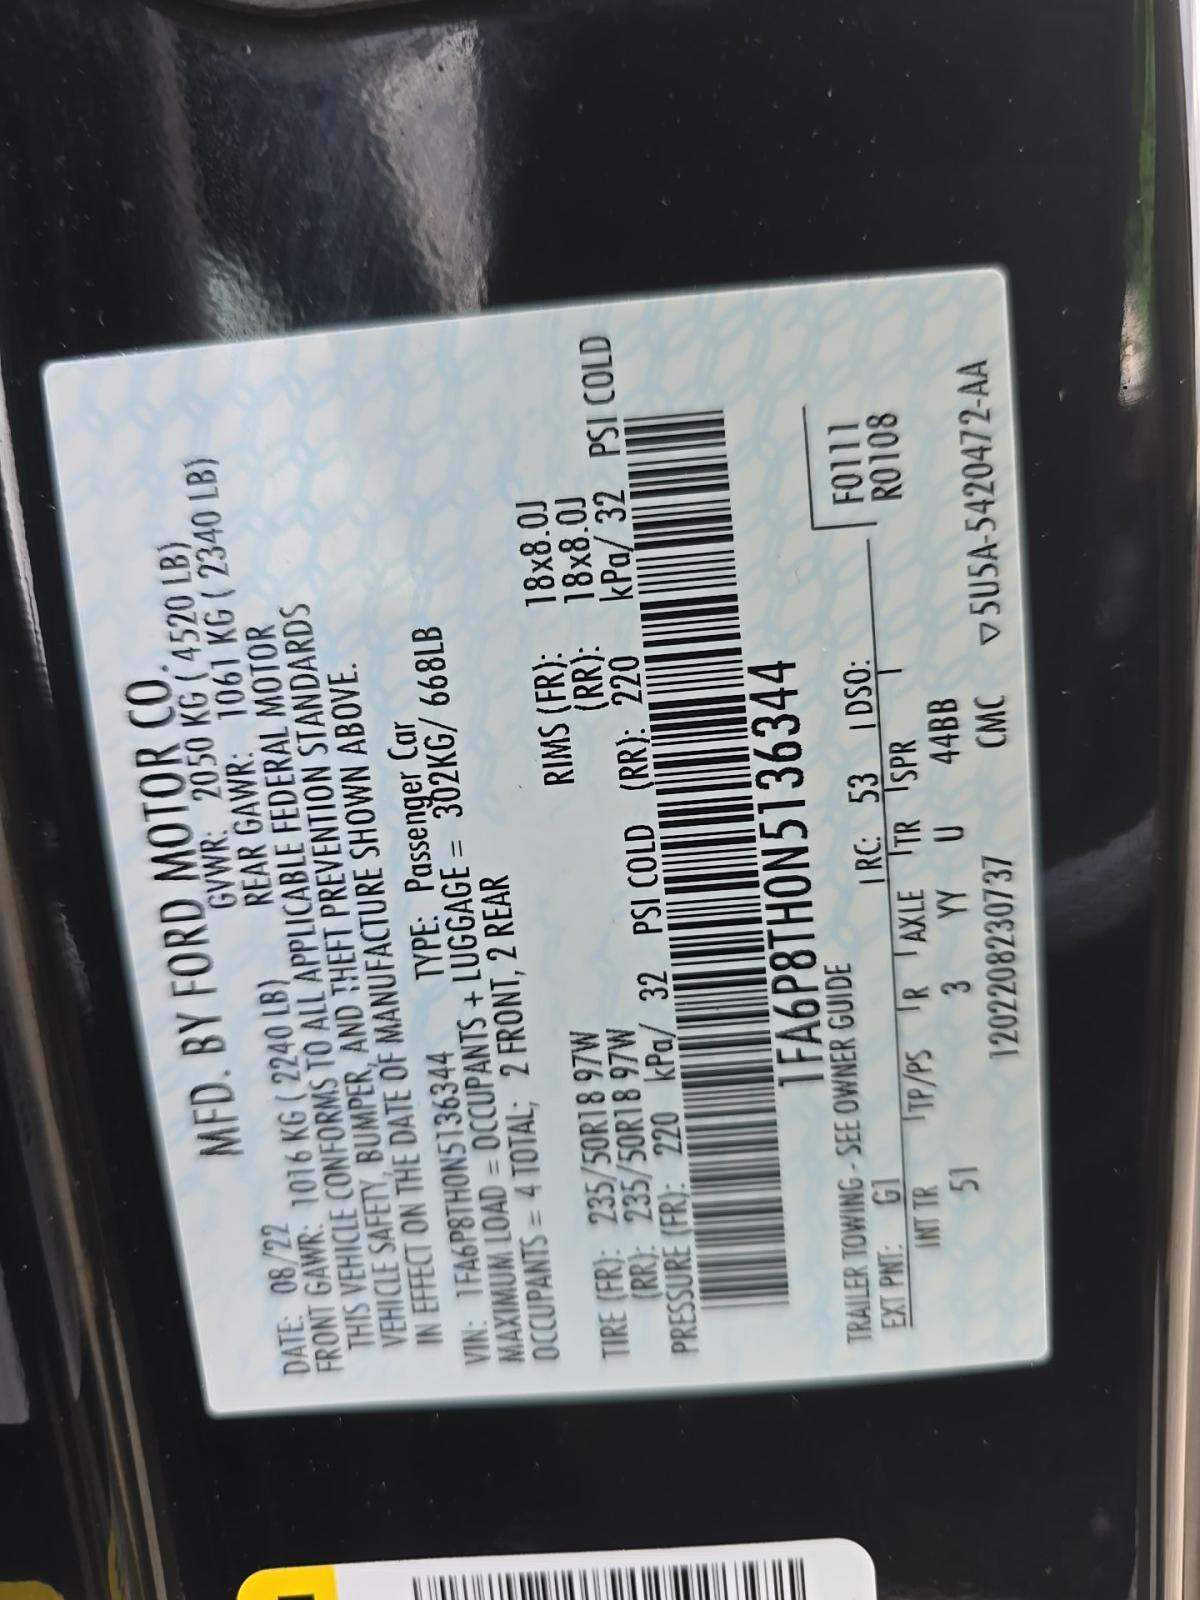 MFD. BY FORD MOTOR CO.
DATE: 08/22 GVWR: 2050 KG ( 4520 LB)
FRONT GAWR: 1016 KG ( 2240 LB) REAR GAWR: 1061 KG ( 2340 LB)
THIS VEHICLE CONFORMS TO ALL APPLICABLE FEDERAL MOTOR
VEHICLE SAFETY, BUMPER, AND THEFT PREVENTION STANDARDS
IN EFFECT ON THE DATE OF MANUFACTURE SHOWN ABOVE.
VIN: 1FA6P8TH0N5136344 TYPE: Passenger Car
MAXIMUM LOAD = OCCUPANTS + LUGGAGE = 302KG/ 668LB
OCCUPANTS = 4 TOTAL; 2 FRONT, 2 REAR
TIRE (FR): 235/50R18 97W RIMS (FR): 18x8.0J
(RR): 235/50R18 97W (RR): 18x8.0J
PRESSURE (FR): 220 kPa/ 32 PSI COLD (RR): 220 kPa/ 32 PSI COLD
1FA6P8TH0N5136344
TRAILER TOWING - SEE OWNER GUIDE
F0111
EXT PNT: G1 RC: 53 DSO:
R0108
INT TR TP/PS R AXLE TR SPR
51 3 YY U 44BB
12022082 30737 CMC ▽5U5A-5420472-AA